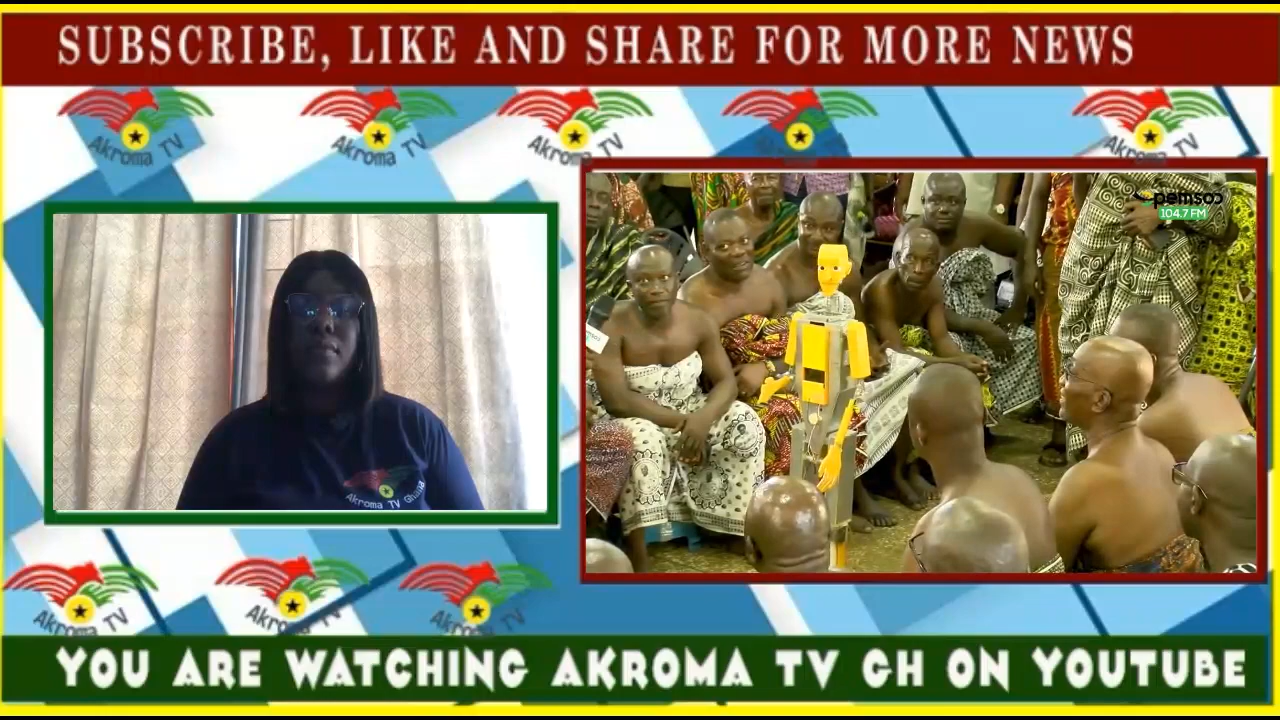 SUBSCRIBE, LIKE AND SHARE FOR MORE NEWS
Akroma TV
Akroma TV
Akroma TV
Akroma TV
Akroma TV
opemsoo
104.7 FM
Akroma TV Ghana
Akroma TV
Akroma TV
Akroma TV
YOU ARE WATCHING AKROMA TV GH ON YOUTUBE